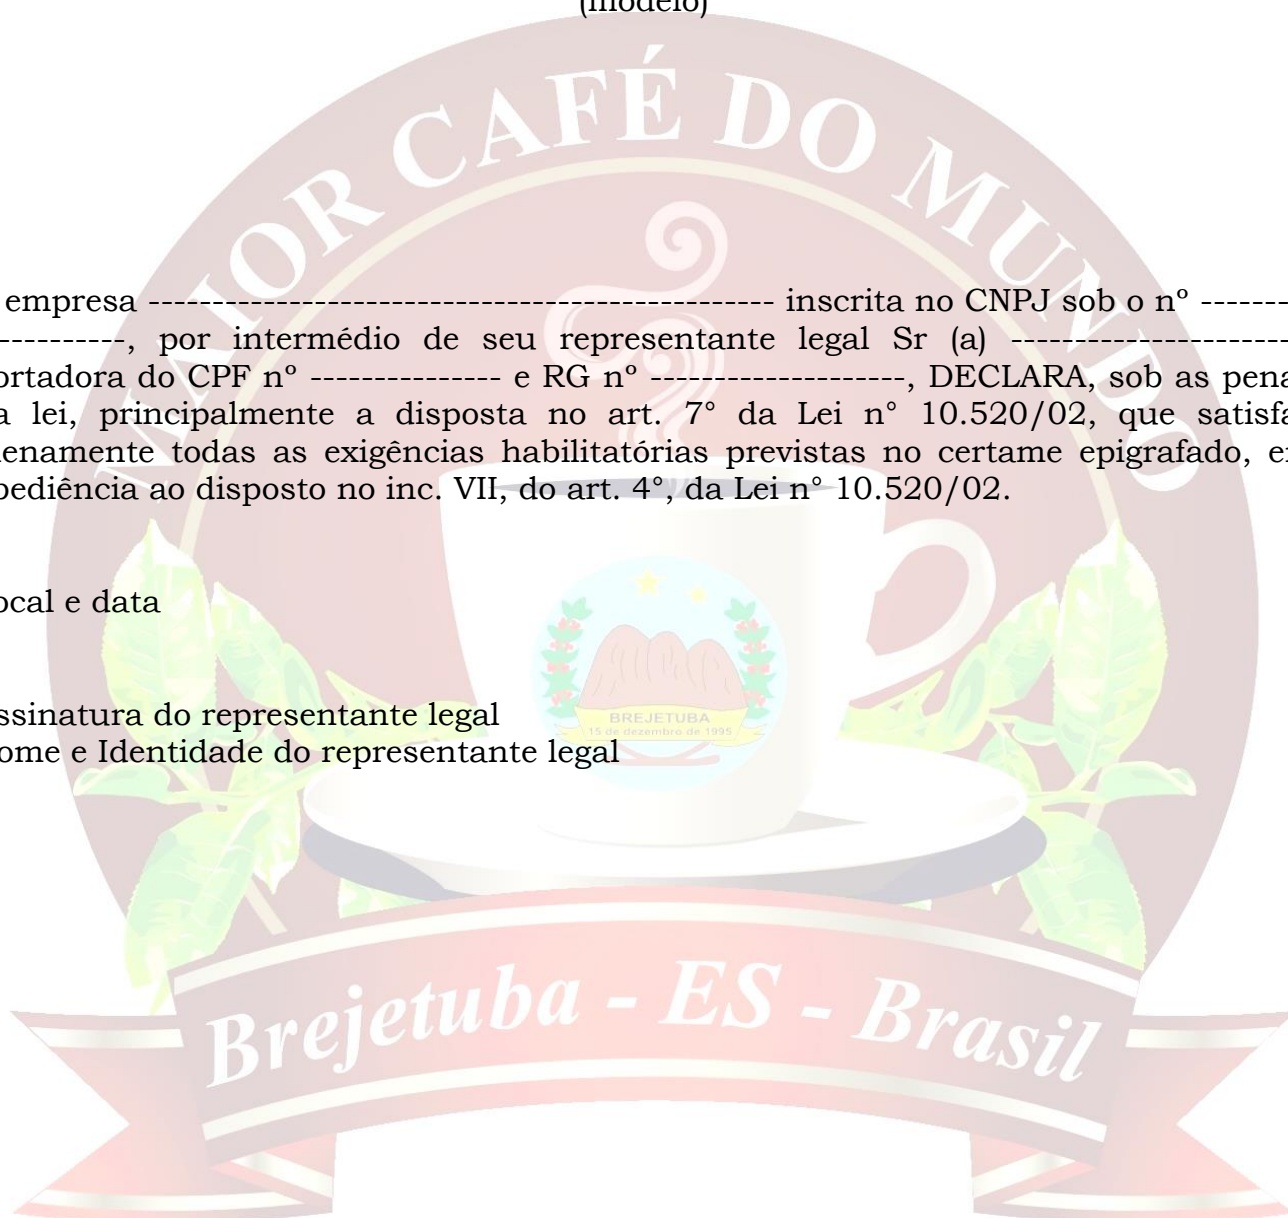 (modelo)
MAIOR CAFÉ DO MUNDO
empresa ------------------------------------------------- inscrita no CNPJ sob o nº -------
----------, por intermédio de seu representante legal Sr (a) ----------------------
ortadora do CPF nº --------------- e RG nº --------------------, DECLARA, sob as pena
a lei, principalmente a disposta no art. 7° da Lei n° 10.520/02, que satisfa
lenamente todas as exigências habilitatórias previstas no certame epigrafado, e
bediência ao disposto no inc. VII, do art. 4°, da Lei n° 10.520/02.
ocal e data
ssinatura do representante legal
ome e Identidade do representante legal
BREJETUBA
15 de dezembro de 1995
Brejetuba - ES - Brasil